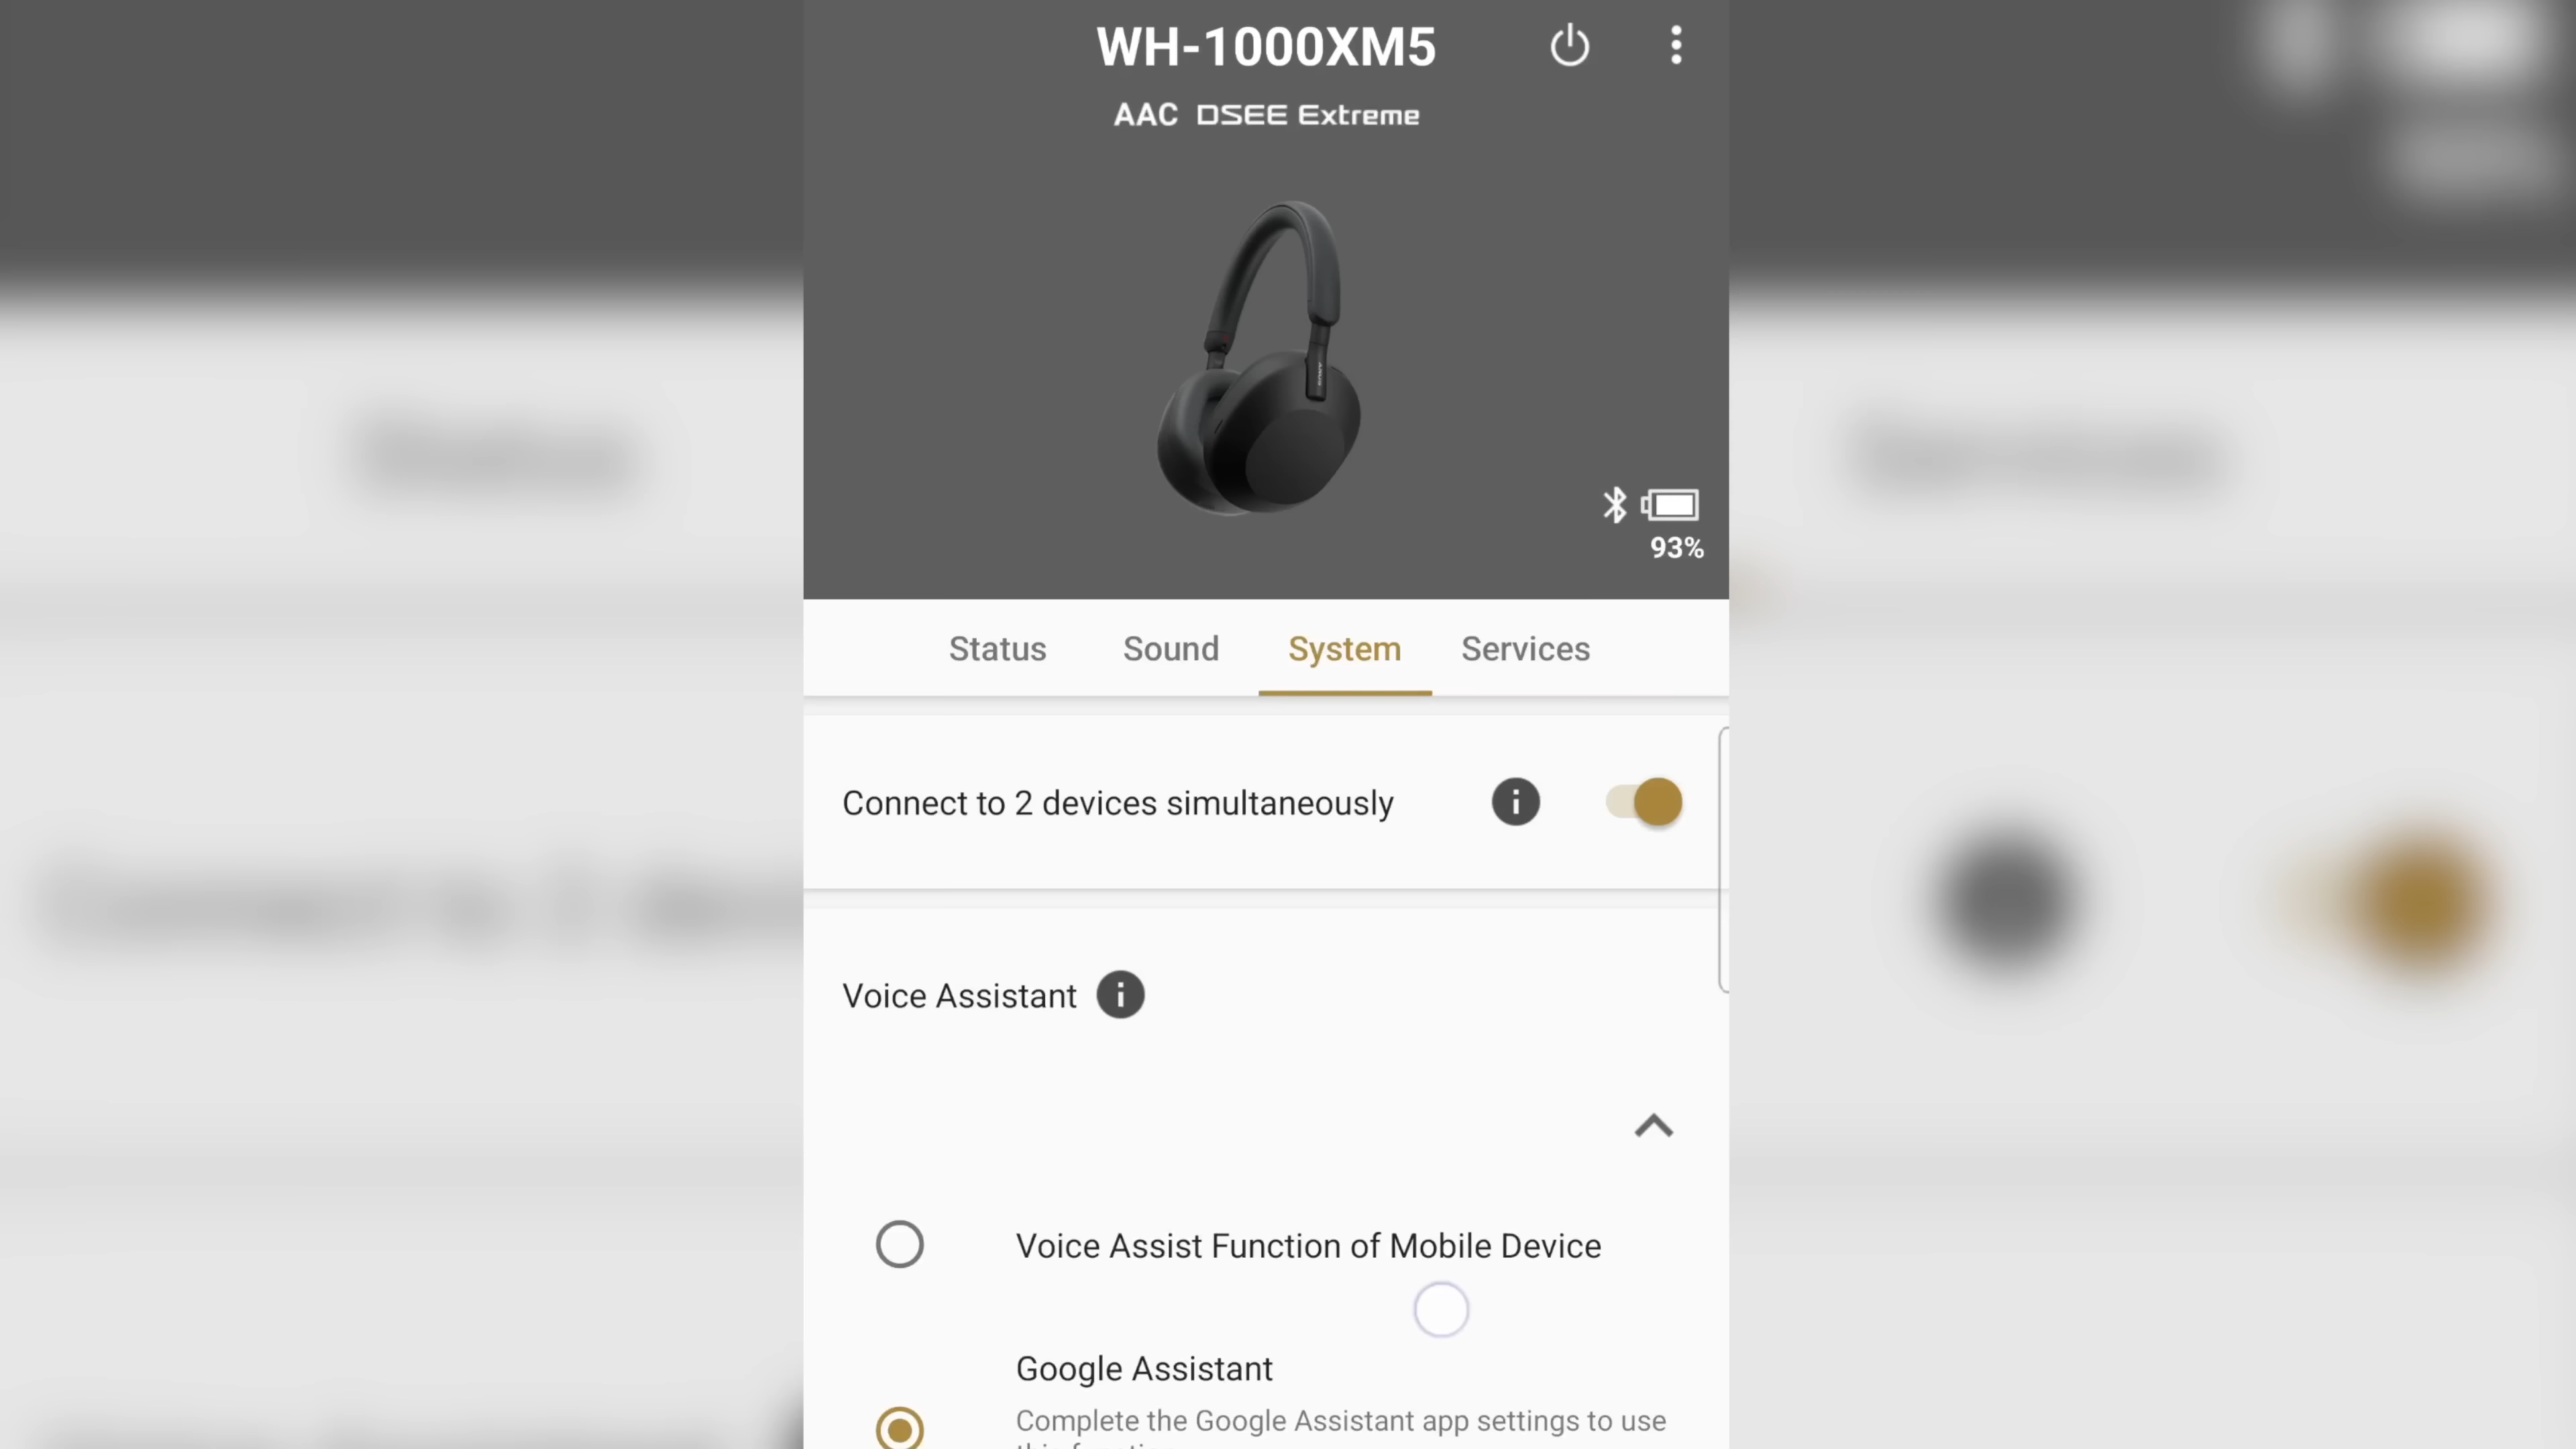 WH-1000XM5
AAC DSEE Extreme
SONY
93%
Status Sound System Services
Connect to 2 devices simultaneously
Voice Assistant
Voice Assist Function of Mobile Device
Google Assistant
Complete the Google Assistant app settings to use